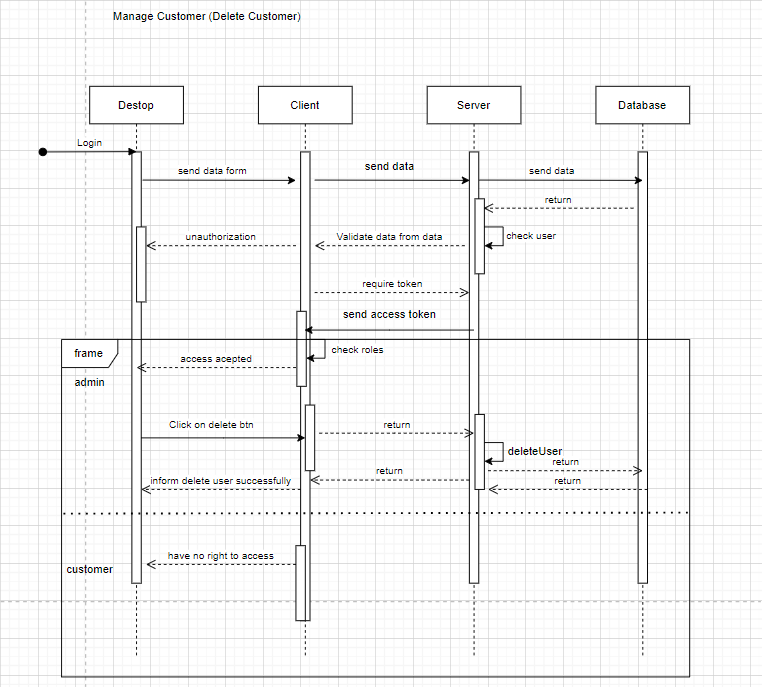 Manage Customer (Delete Customer)
Destop
Client
Server
Database
Login
send data form
send data
send data
return
unauthorization
Validate data from data
check user
require token
send access token
frame
access acepted
check roles
admin
Click on delete btn
return
deleteUser
return
inform delete user successfully
return
return
have no right to access
customer